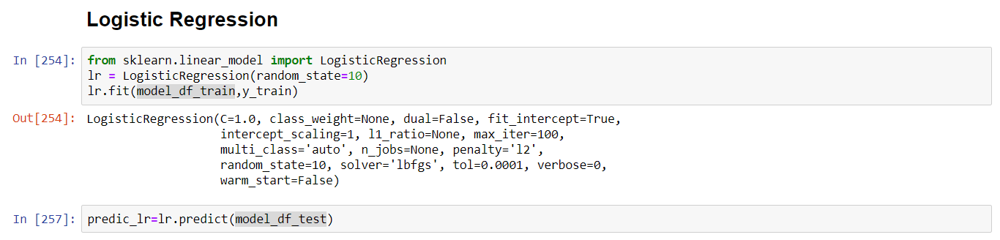 Logistic Regression
In [254]: from sklearn.linear_model import LogisticRegression
lr = LogisticRegression(random_state=10)
lr.fit(model_df_train,y_train)
Out[254]: LogisticRegression(C=1.0, class_weight=None, dual=False, fit_intercept=True,
intercept_scaling=1, l1_ratio=None, max_iter=100,
multi_class='auto', n_jobs=None, penalty='l2',
random_state=10, solver='lbfgs', tol=0.0001, verbose=0,
warm_start=False)
In [257]: predic_lr=lr.predict(model_df_test)